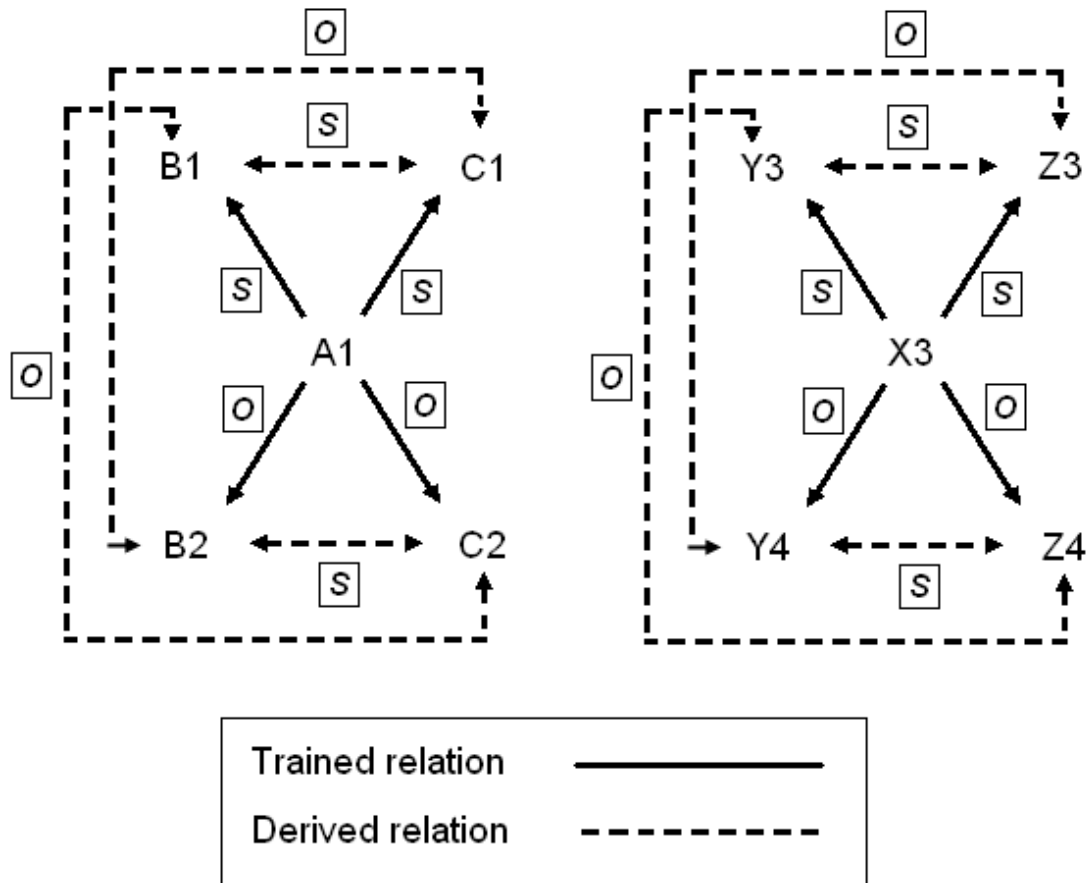 O O
S S
B1 C1 Y3 Z3
S S S S
A1 X3
O O
O O O O
B2 C2 Y4 Z4
S S
Trained relation
Derived relation